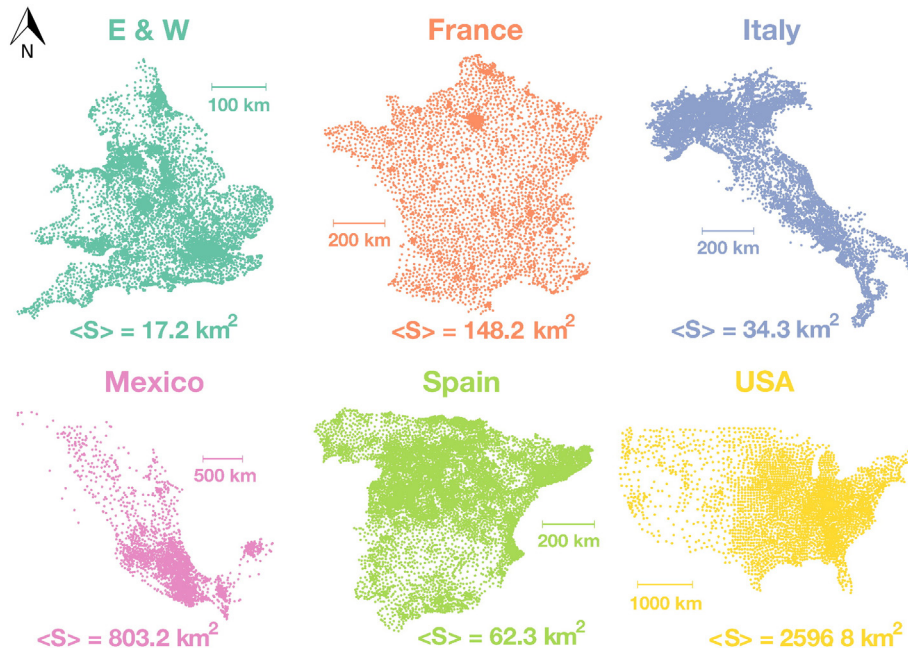 E & W
France
Italy
N
100 km
200 km
200 km
<S> = 17.2 km²
<S> = 148.2 km²
<S> = 34.3 km²
Mexico
Spain
USA
500 km
200 km
1000 km
<S> = 803.2 km²
<S> = 62.3 km²
<S> = 2596.8 km²